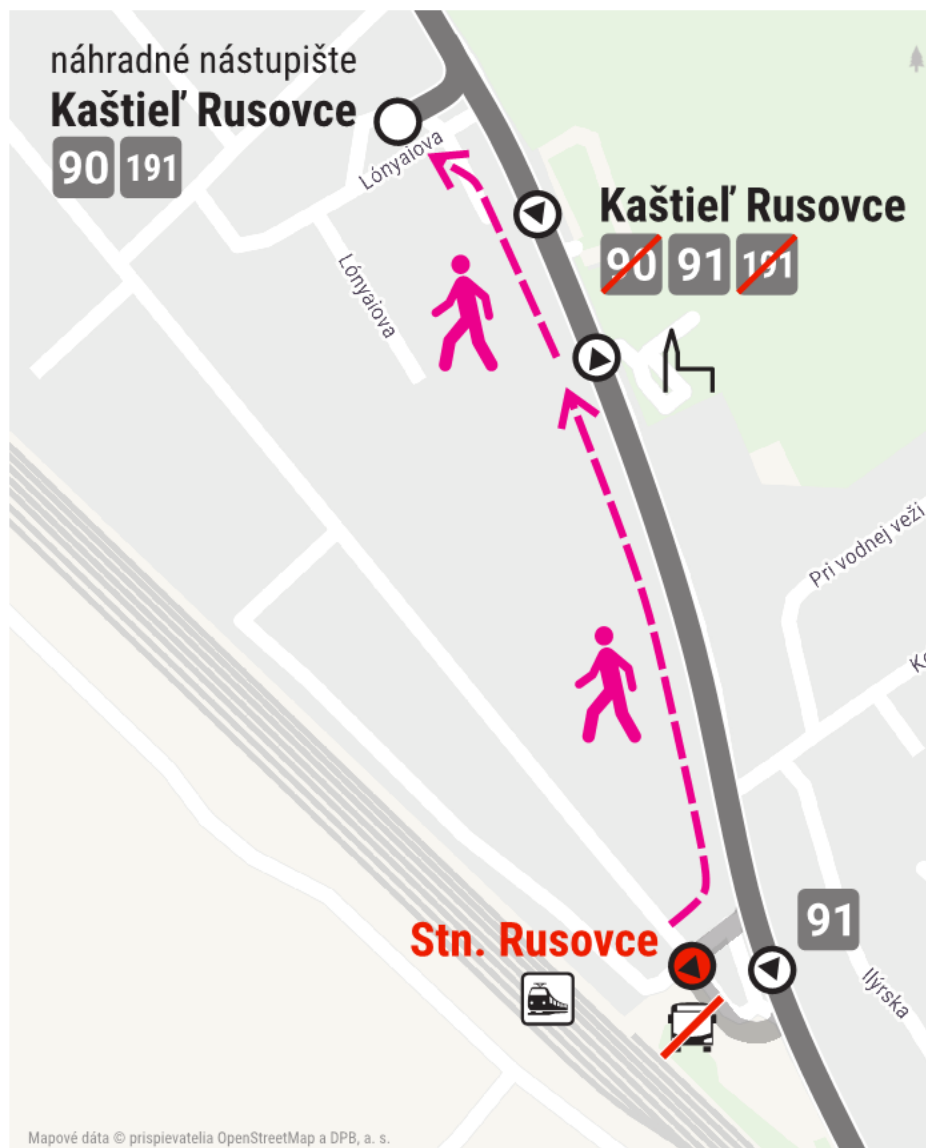 náhradné nástupište
Kaštieľ Rusovce
90 191
Lónyaiova
Kaštieľ Rusovce
90 91 191
Lónyaiova
Pri vodnej veži
91
Stn. Rusovce
Ilýrska
Mapové dáta © prispievatelia OpenStreetMap a DPB, a. s.